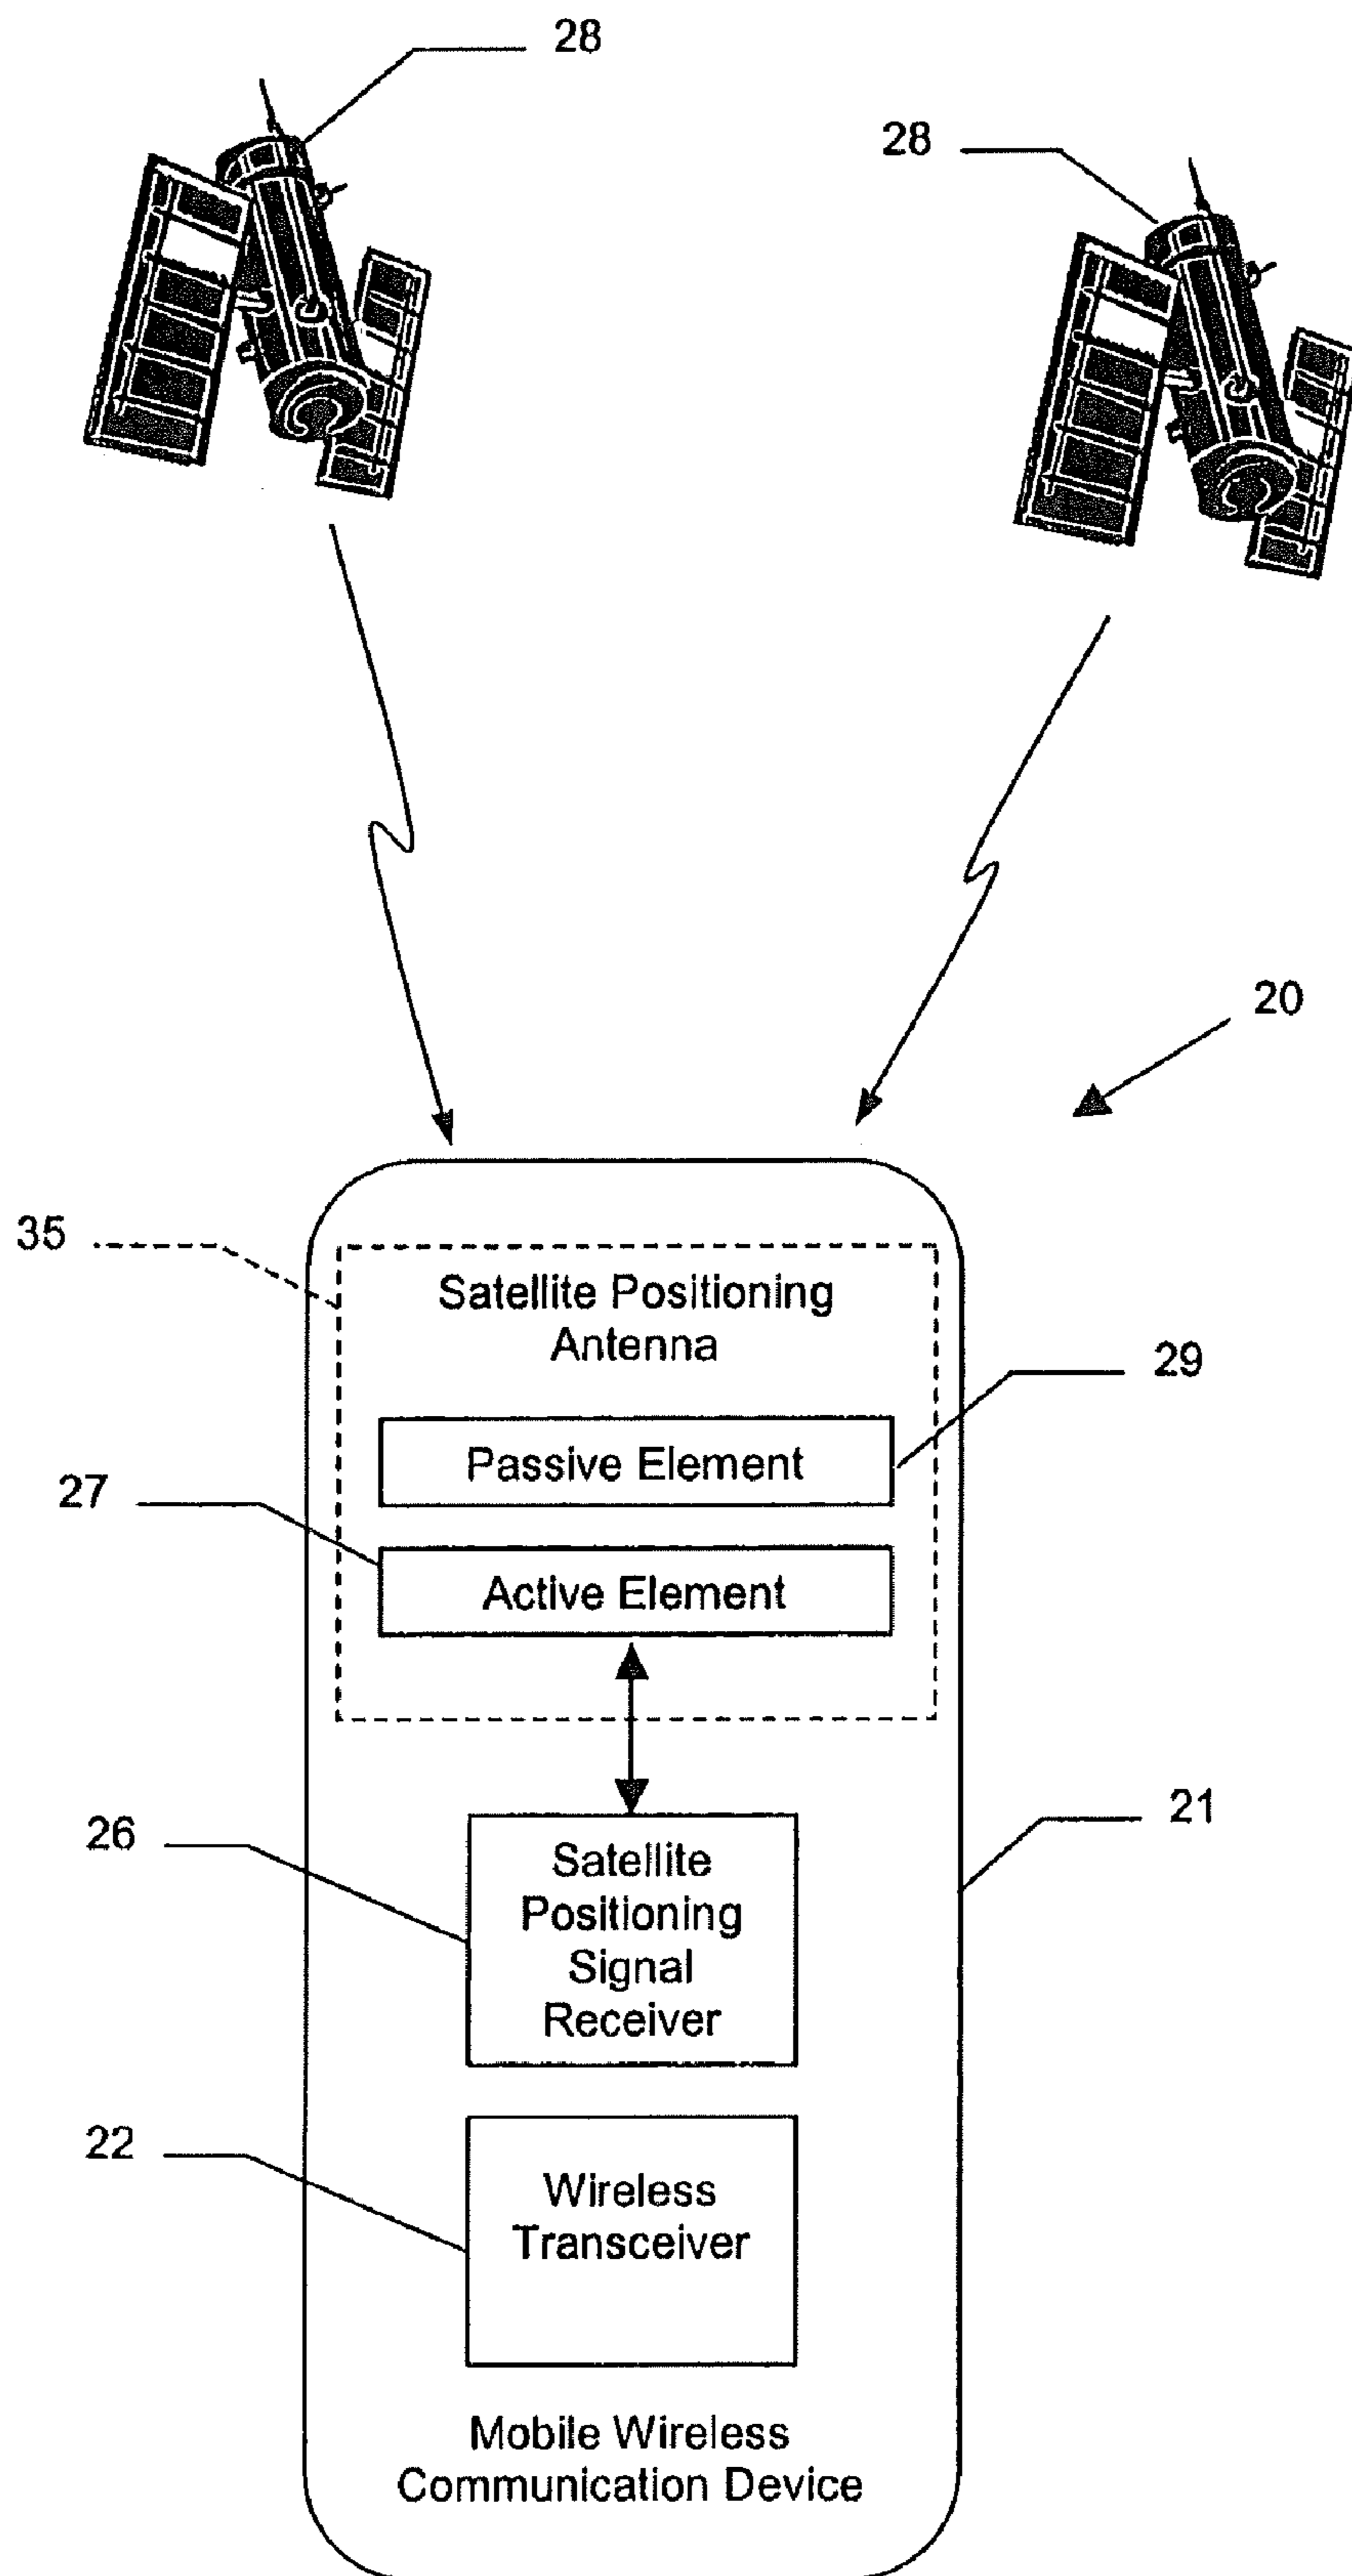 28
28
20
35
Satellite Positioning
Antenna
29
Passive Element
27
Active Element
21
26
Satellite
Positioning
Signal
Receiver
22
Wireless
Transceiver
Mobile Wireless
Communication Device